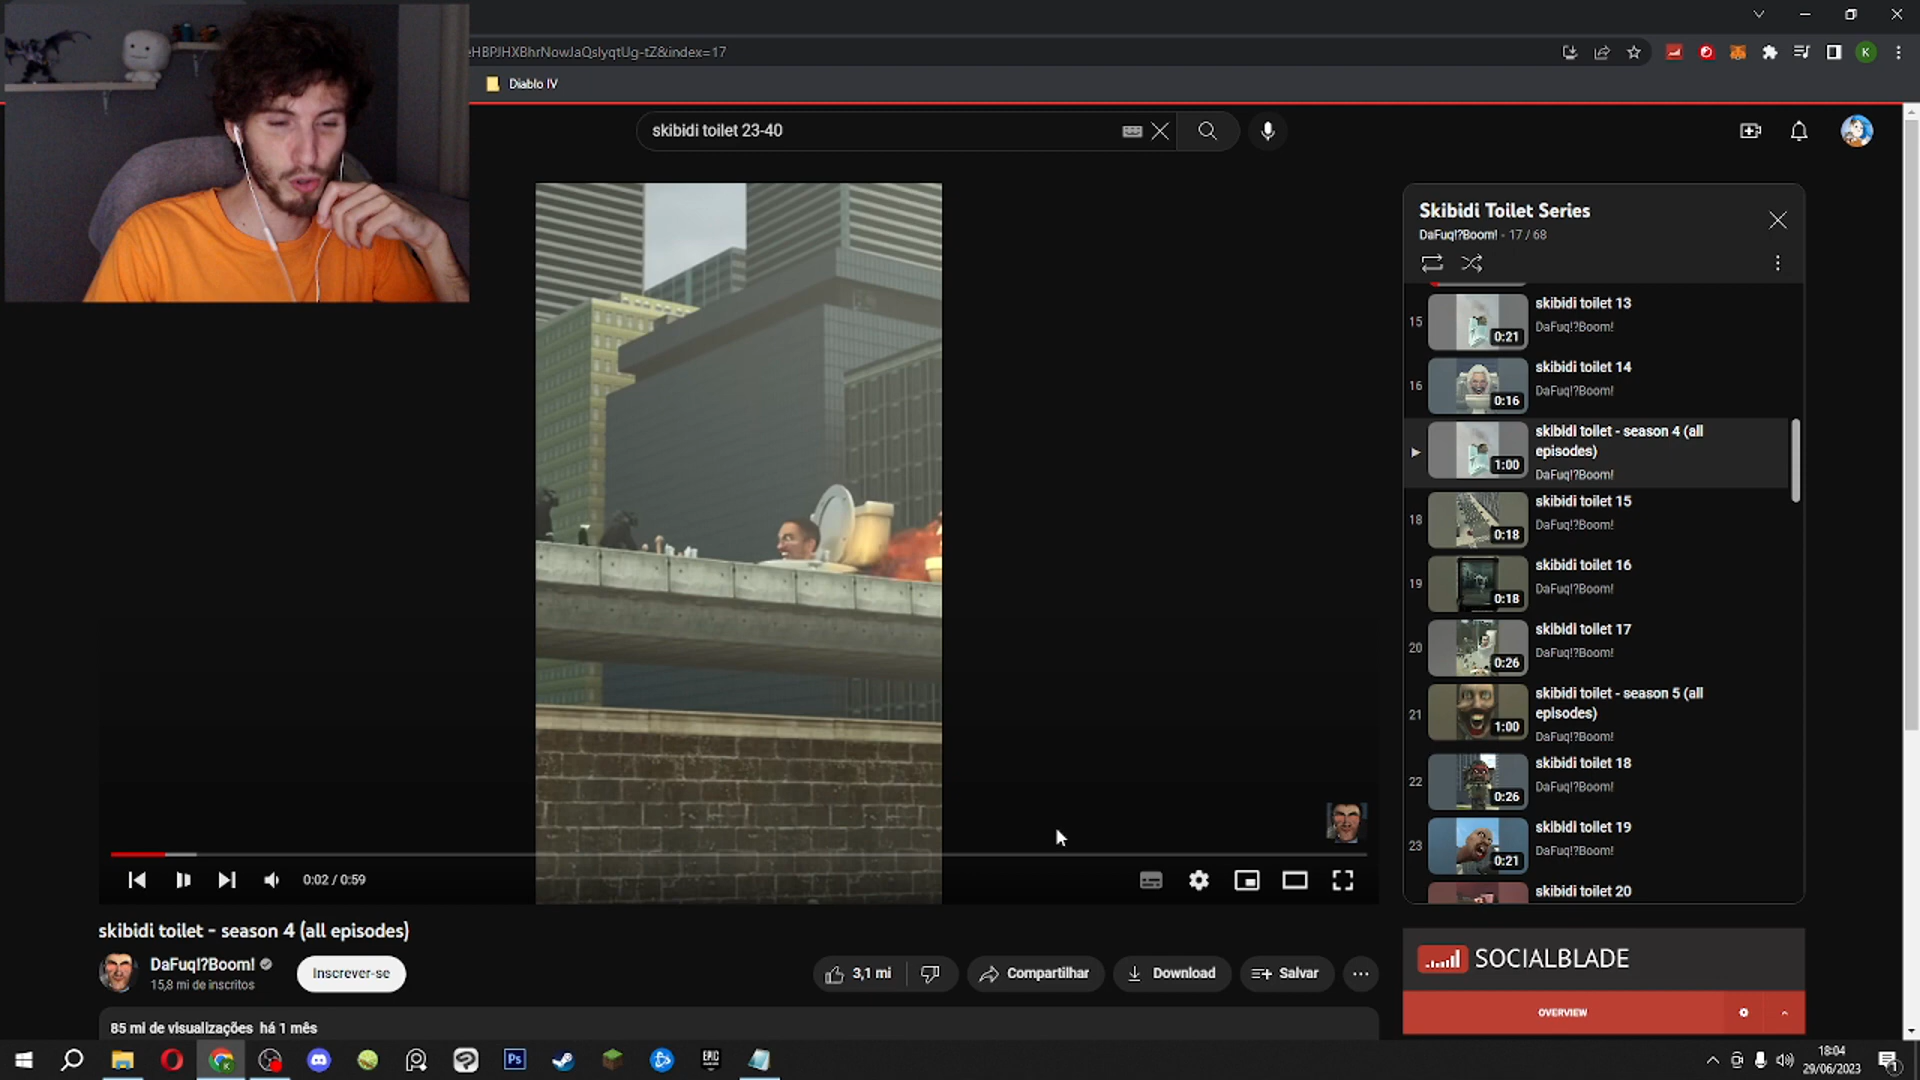 HBPJHXBhrNowJaQslyqtUg-tZ&index=17
K
Diablo IV
skibidi toilet 23-40
Skibidi Toilet Series
DaFuq!?Boom! - 17 / 68
15
0:21
skibidi toilet 13
DaFuq!?Boom!
16
0:16
skibidi toilet 14
DaFuq!?Boom!
1:00
skibidi toilet - season 4 (all
episodes)
DaFuq!?Boom!
18
0:18
skibidi toilet 15
DaFuq!?Boom!
19
0:18
skibidi toilet 16
DaFuq!?Boom!
20
0:26
skibidi toilet 17
DaFuq!?Boom!
21
1:00
skibidi toilet - season 5 (all
episodes)
DaFuq!?Boom!
22
0:26
skibidi toilet 18
DaFuq!?Boom!
23
0:21
skibidi toilet 19
DaFuq!?Boom!
skibidi toilet 20
0:02 / 0:59
skibidi toilet - season 4 (all episodes)
DaFuq!?Boom!
15,8 mi de inscritos
Inscrever-se
3,1 mi
Compartilhar
Download
Salvar
85 mi de visualizações há 1 mês
SOCIALBLADE
OVERVIEW
Ps
EPIC
18:04
29/06/2023
1